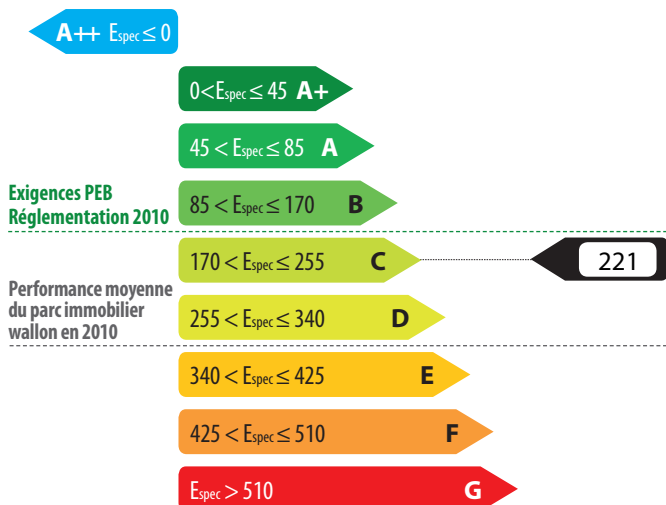 A++ Espec ≤ 0
0<Espec ≤ 45 A+
45 < Espec ≤ 85 A
Exigences PEB
Réglementation 2010
85 < Espec ≤ 170 B
170 < Espec ≤ 255 C
221
Performance moyenne
du parc immobilier
wallon en 2010
255 < Espec ≤ 340 D
340 < Espec ≤ 425 E
425 < Espec ≤ 510 F
Espec > 510 G